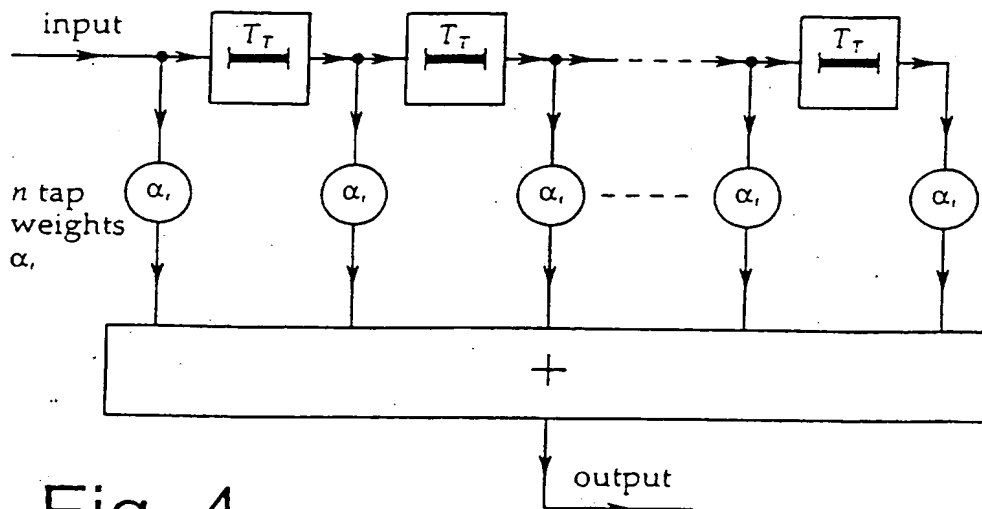 input
T_T T_T T_T
n tap
weights
α,
α, α, α, α, α,
+
output
Fig. 4